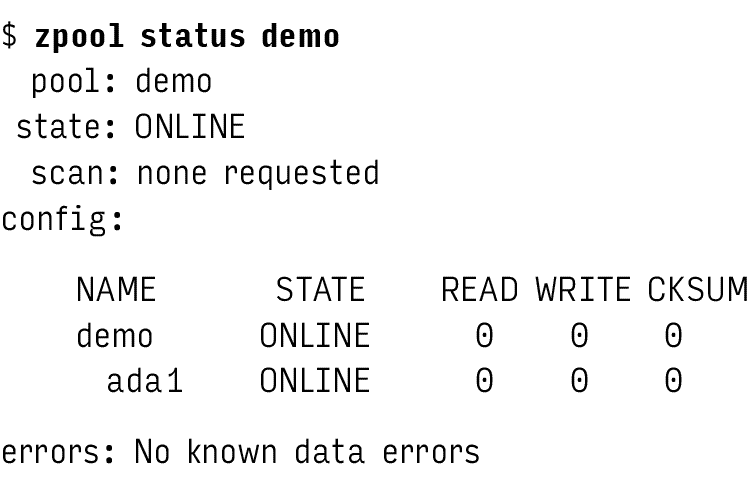 $ zpool status demo
pool: demo
state: ONLINE
scan: none requested
config:
NAME STATE READ WRITE CKSUM
demo ONLINE 0 0 0
ada1 ONLINE 0 0 0
errors: No known data errors